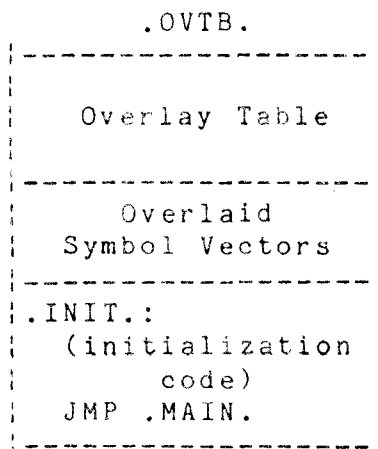 .OVTB.
Overlay Table
Overlaid
Symbol Vectors
.INIT.:
(initialization
code)
JMP .MAIN.